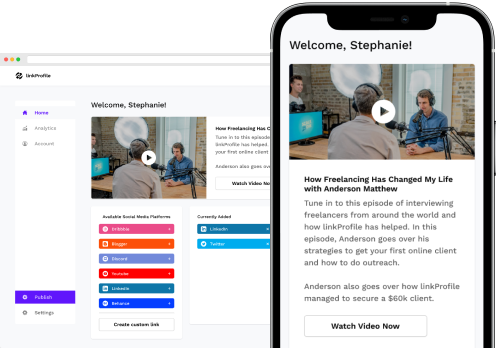 linkProfile
Home
Analytics
Account
Publish
Settings
Welcome, Stephanie!
How Freelancing Has C
Tune in to this episode
linkProfile has helped.
your first online client
Anderson also goes over
Watch Video Now
Available Social Media Platforms
Dribbble +
Blogger +
Discord +
Youtube +
LinkedIn +
Behance +
Create custom link
Currently Added
LinkedIn
Twitter
Welcome, Stephanie!
How Freelancing Has Changed My Life
with Anderson Matthew
Tune in to this episode of interviewing
freelancers from around the world and
how linkProfile has helped. In this
episode, Anderson goes over his
strategies to get your first online client
and how to do outreach.
Anderson also goes over how linkProfile
managed to secure a $60k client.
Watch Video Now